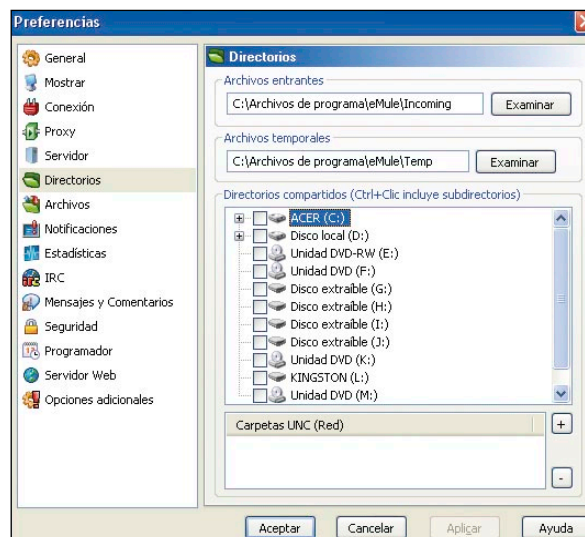 Preferencias
General
Mostrar
Conexión
Proxy
Servidor
Directorios
Archivos
Notificaciones
Estadísticas
IRC
Mensajes y Comentarios
Seguridad
Programador
Servidor Web
Opciones adicionales
Directorios
Archivos entrantes
C:\Archivos de programa\eMule\Incoming
Examinar
Archivos temporales
C:\Archivos de programa\eMule\Temp
Examinar
Directorios compartidos (Ctrl+Clic incluye subdirectorios)
ACER (C:)
Disco local (D:)
Unidad DVD-RW (E:)
Unidad DVD (F:)
Disco extraíble (G:)
Disco extraíble (H:)
Disco extraíble (I:)
Disco extraíble (J:)
Unidad DVD (K:)
KINGSTON (L:)
Unidad DVD (M:)
Carpetas UNC (Red)
+
-
Aceptar Cancelar Aplicar Ayuda